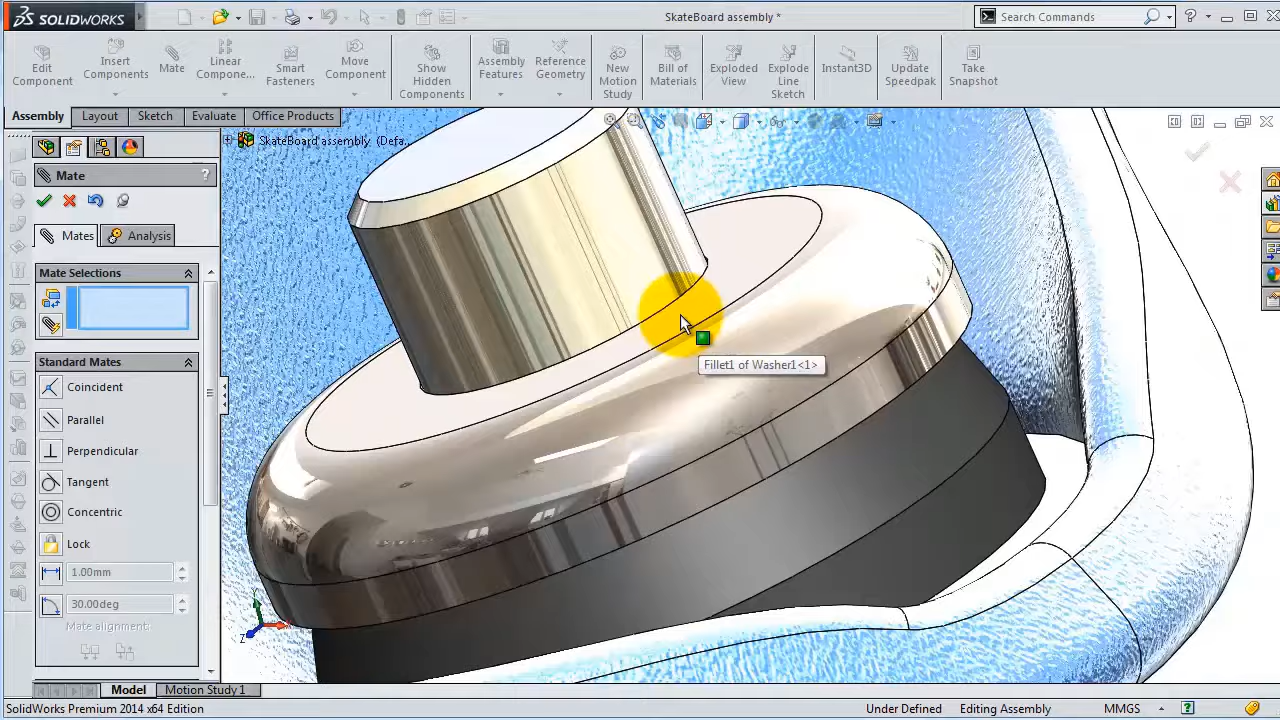 SOLIDWORKS
SkateBoard assembly *
Search Commands
?
Edit Component
Insert Components
Mate
Linear Compone...
Smart Fasteners
Move Component
Show Hidden Components
Assembly Features
Reference Geometry
New Motion Study
Bill of Materials
Exploded View
Explode Line Sketch
Instant3D
Update Speedpak
Take Snapshot
Assembly
Layout
Sketch
Evaluate
Office Products
SkateBoard assembly (Defa...
Mate
?
Mates
Analysis
Mate Selections
Standard Mates
Coincident
Parallel
Perpendicular
Tangent
Concentric
Lock
1.00mm
30.00deg
Mate alignment:
Fillet1 of Washer1<1>
Z
Model
Motion Study 1
SolidWorks Premium 2014 x64 Edition
Under Defined
Editing Assembly
MMGS
?